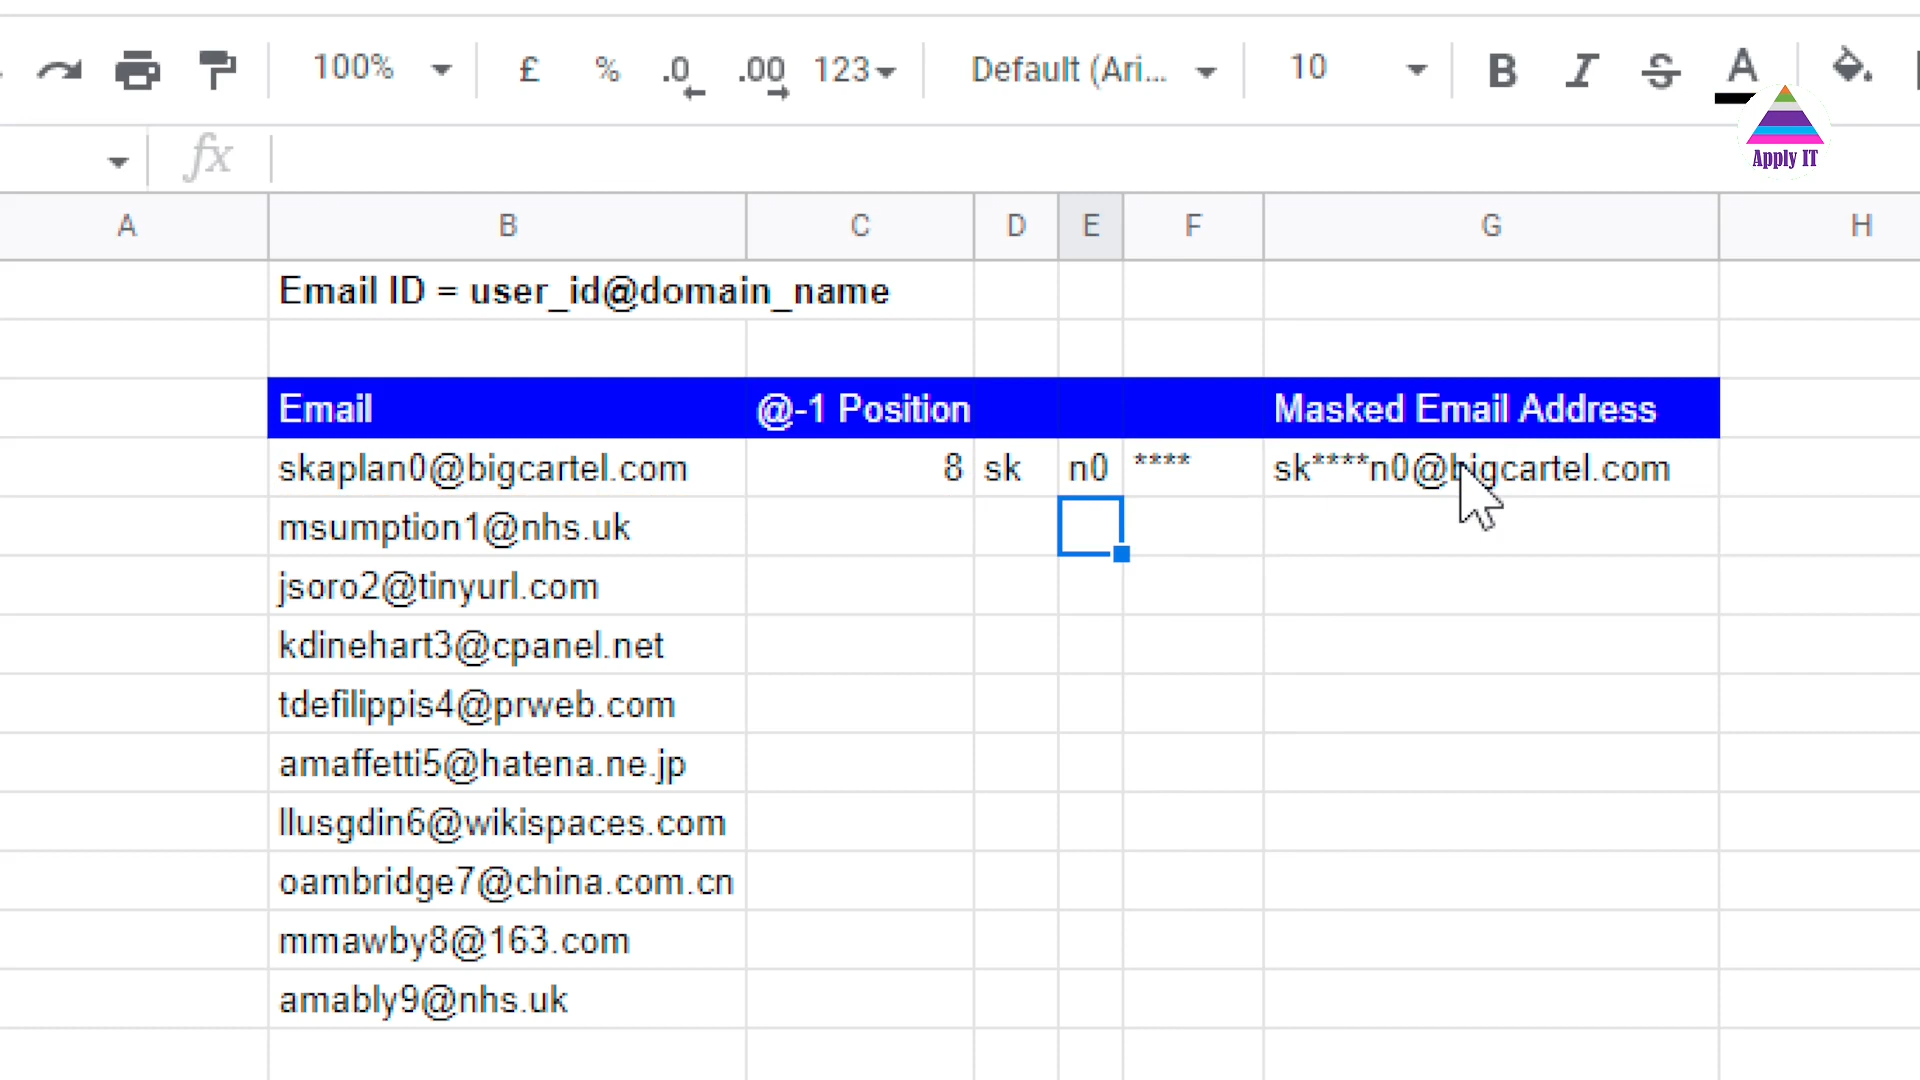 100% £ % .0 .00 123 Default (Ari... 10 B I S A
Apply IT
fx
A B C D E F G H
Email ID = user_id@domain_name
Email @-1 Position Masked Email Address
skaplan0@bigcartel.com 8 sk n0 **** sk****n0@bigcartel.com
msumption1@nhs.uk
jsoro2@tinyurl.com
kdinehart3@cpanel.net
tdefilippis4@prweb.com
amaffetti5@hatena.ne.jp
llusgdin6@wikispaces.com
oambridge7@china.com.cn
mmawby8@163.com
amably9@nhs.uk